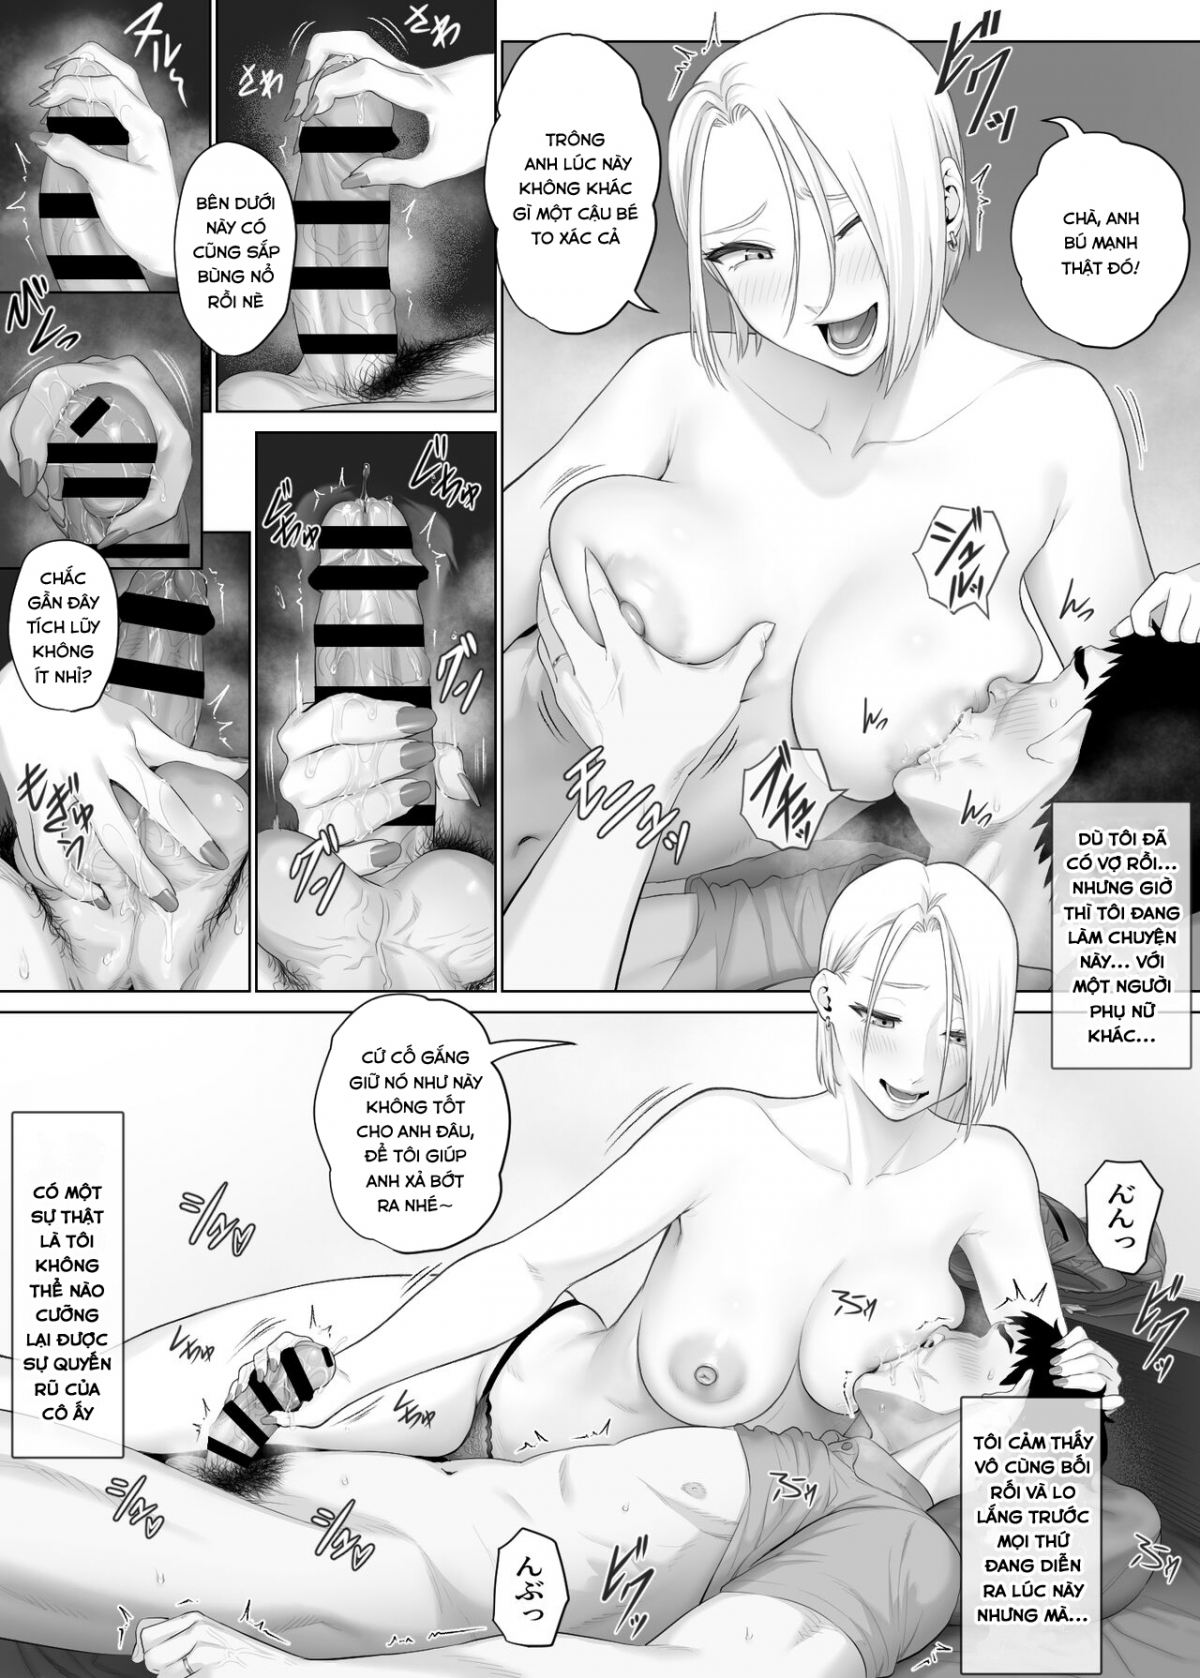 CHÀ, ANH
BÚ MẠNH
THẬT ĐÓ!
TRÔNG
ANH LÚC NÀY
KHÔNG KHÁC
GÌ MỘT CẬU BÉ
TO XÁC CẢ
DÙ TÔI ĐÃ
CÓ VỢ RỒI...
NHƯNG GIỜ
THÌ TÔI ĐANG
LÀM CHUYỆN
NÀY... VỚI
MỘT NGƯỜI
PHỤ NỮ
KHÁC...
BÊN DƯỚI
NÀY CÓ
CŨNG SẮP
BÙNG NỔ
RỒI NÈ
CHẮC
GẦN ĐÂY
TÍCH LŨY
KHÔNG
ÍT NHỈ?
CỨ CỐ GẮNG
GIỮ NÓ NHƯ NÀY
KHÔNG TỐT
CHO ANH ĐÂU,
ĐỂ TÔI GIÚP
ANH XẢ BỚT
RA NHÉ~
んぶっ
TÔI CẢM THẤY
VÔ CÙNG BỐI
RỐI VÀ LO
LẮNG TRƯỚC
MỌI THỨ
ĐANG DIỄN
RA LÚC NÀY
NHƯNG MÀ...
CÓ MỘT
SỰ THẬT
LÀ TÔI
KHÔNG
THỂ NÀO
CƯỠNG
LẠI ĐƯỢC
SỰ QUYẾN
RŨ CỦA
CÔ ẤY